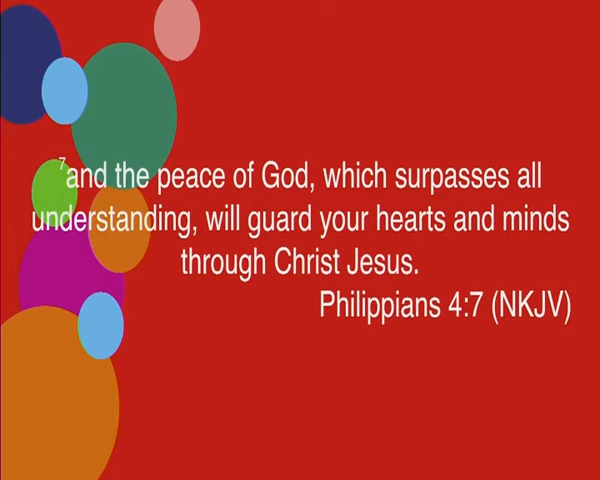 7and the peace of God, which surpasses all
understanding, will guard your hearts and minds
through Christ Jesus.
Philippians 4:7 (NKJV)